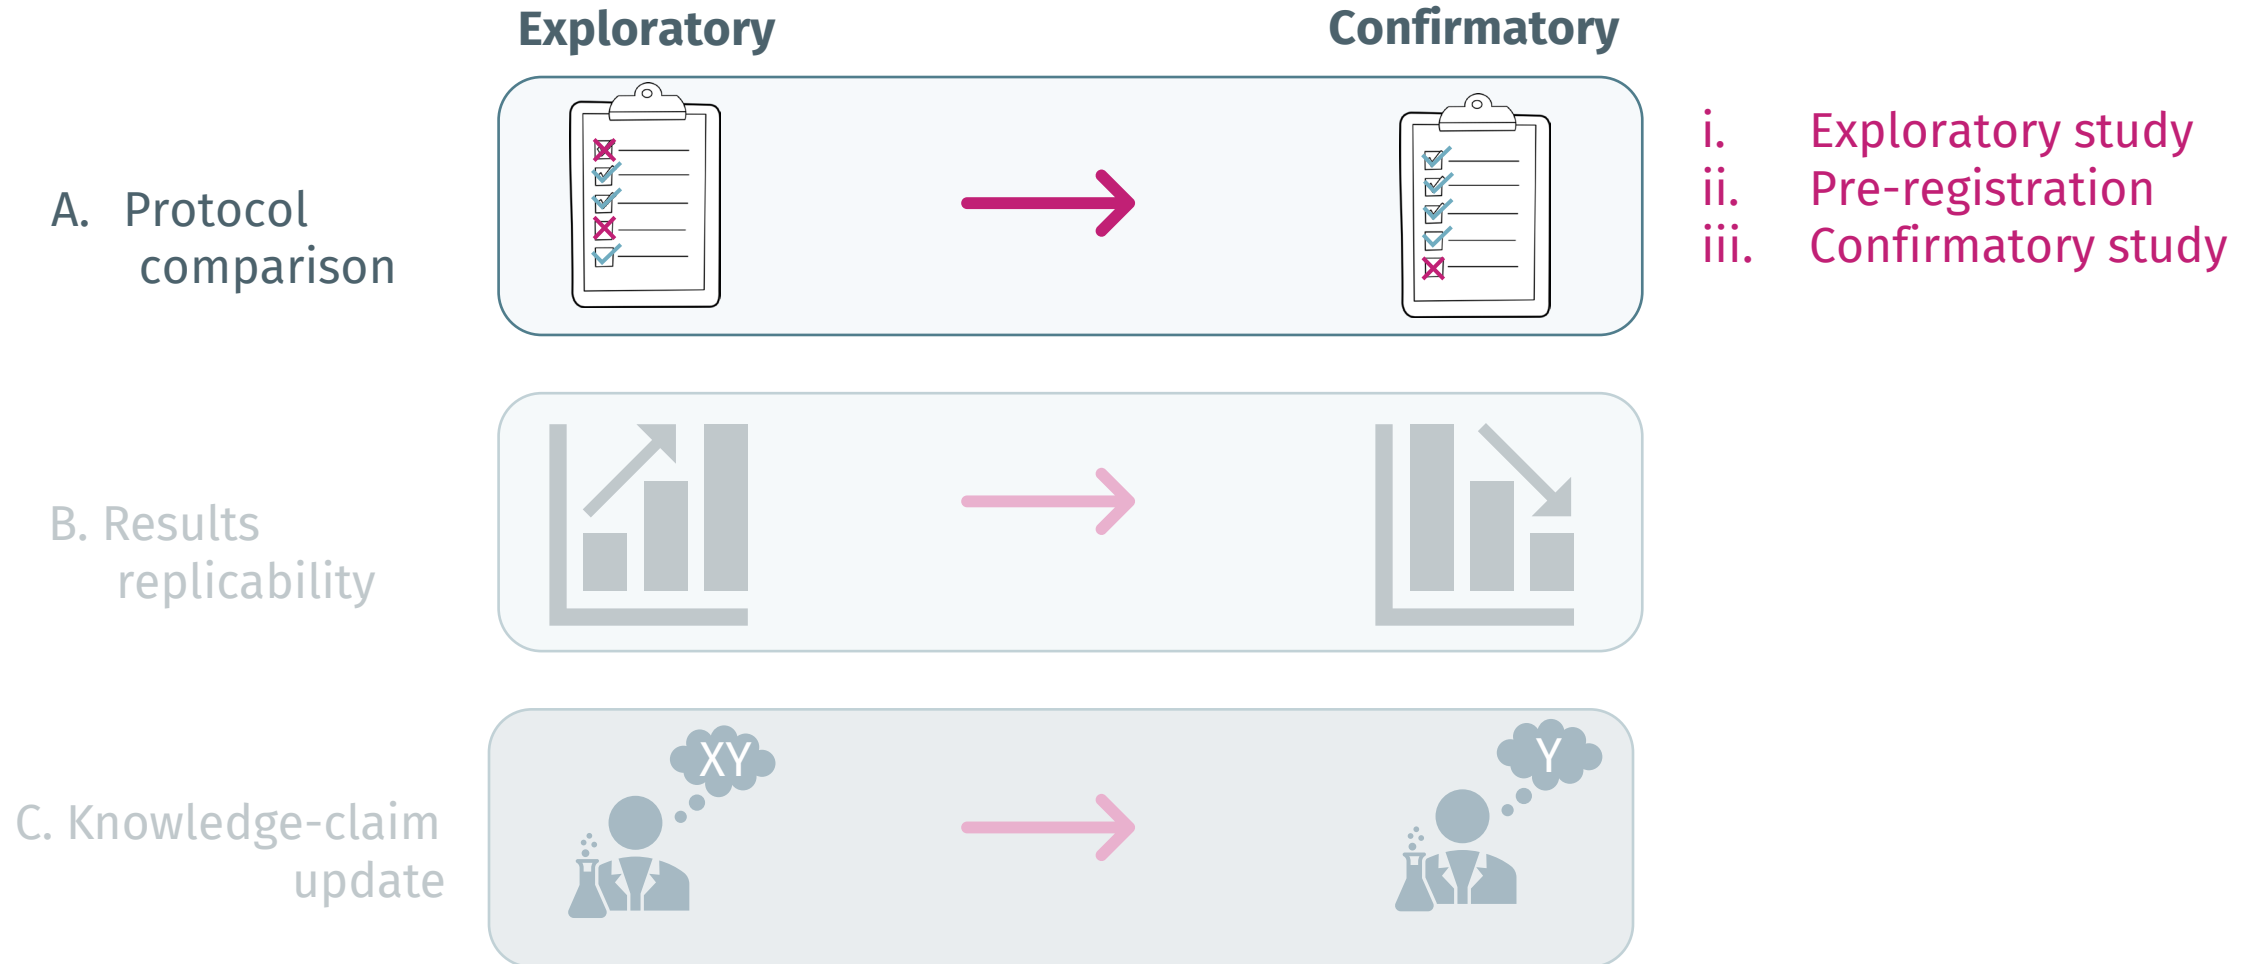 Exploratory
Confirmatory
A. Protocol
comparison
i. Exploratory study
ii. Pre-registration
iii. Confirmatory study
B. Results
replicability
C. Knowledge-claim
update
XY
Y